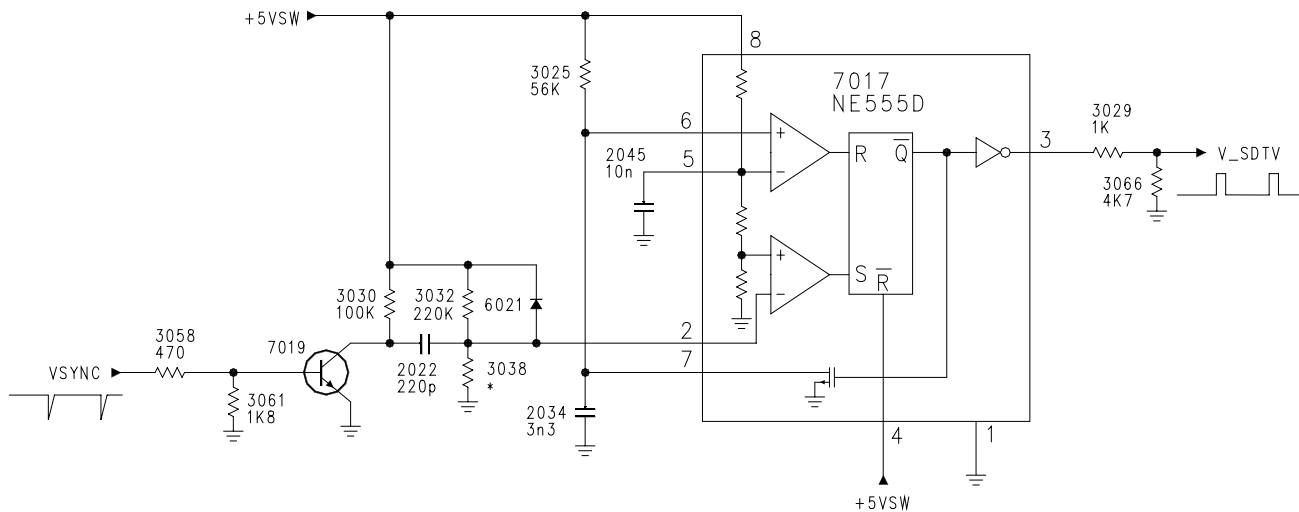 +5VSW
8
3025
56K
7017
NE555D
6
3029
1K
3
2045
10n
5
R
Q
V_SDTV
3066
4K7
S
R
3030
100K
3032
220K
6021
2
3058
470
7019
7
VSYNC
2022
220p
3038
*
3061
1K8
2034
3n3
4
1
+5VSW
+
-
+
-